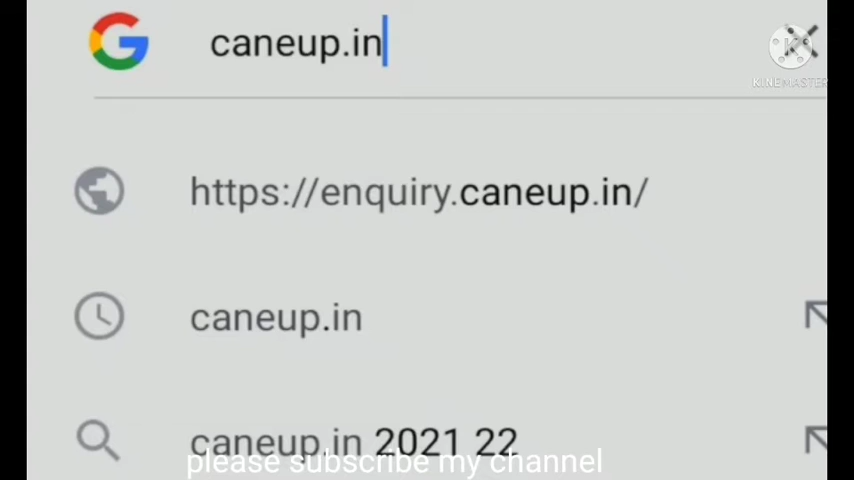 caneup.in
KINEMASTER
https://enquiry.caneup.in/
caneup.in
caneup.in 2021 22
please subscribe my channel